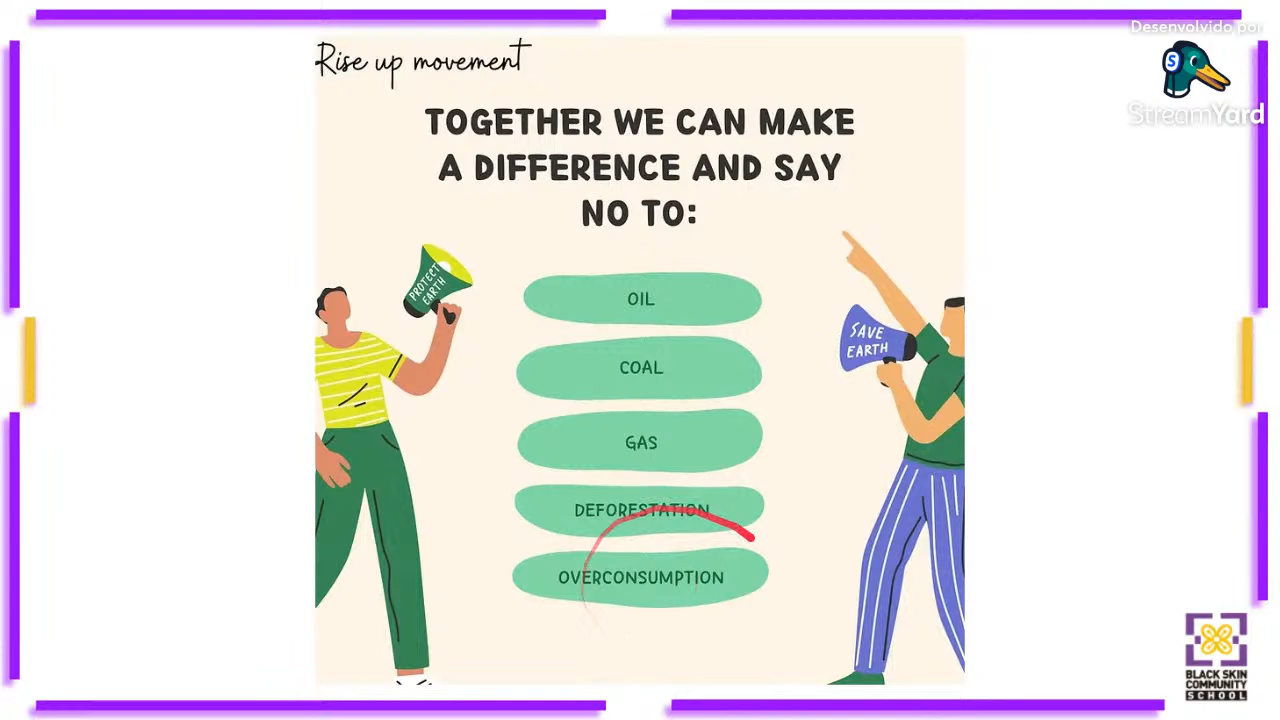 Desenvolvido por
StreamYard
Rise up movement
TOGETHER WE CAN MAKE
A DIFFERENCE AND SAY
NO TO:
PROTECT
EARTH
SAVE
EARTH
OIL
COAL
GAS
DEFORESTATION
OVERCONSUMPTION
BLACK SKIN
COMMUNITY
SCHOOL